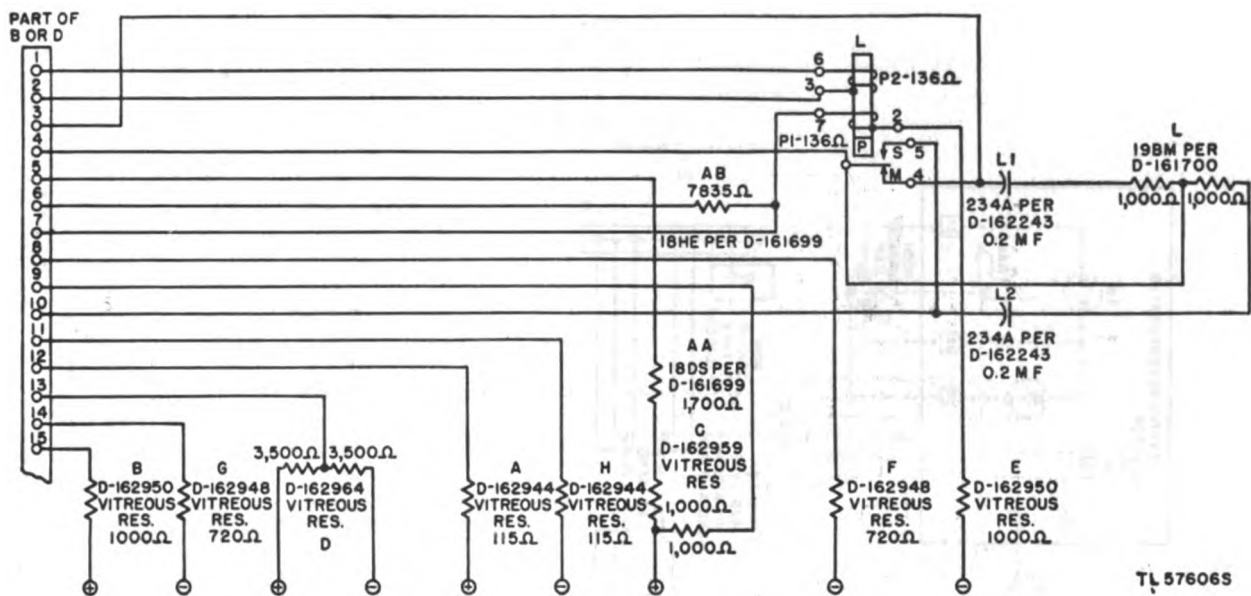 PART OF
B OR D
1
2
3
4
5
6
7
8
9
10
11
12
13
14
15
L
6
P2-136Ω
3
7
2
P1-136Ω
P
S
5
M
4
AB
7835Ω
18HE PER D-161699
L1
234A PER
D-162243
0.2 MF
L
19BM PER
D-161700
1,000Ω
1,000Ω
L2
234A PER
D-162243
0.2 MF
AA
18DS PER
D-161699
1,700Ω
C
D-162959
VITREOUS
RES
1,000Ω
1,000Ω
B
D-162950
VITREOUS
RES.
1000Ω
G
D-162948
VITREOUS
RES.
720Ω
3,500Ω 3,500Ω
D-162964
VITREOUS
RES.
D
A
D-162944
VITREOUS
RES.
115Ω
H
D-162944
VITREOUS
RES.
115Ω
F
D-162948
VITREOUS
RES.
720Ω
E
D-162950
VITREOUS
RES.
1000Ω
+ - + - + - + - -
TL 57606S